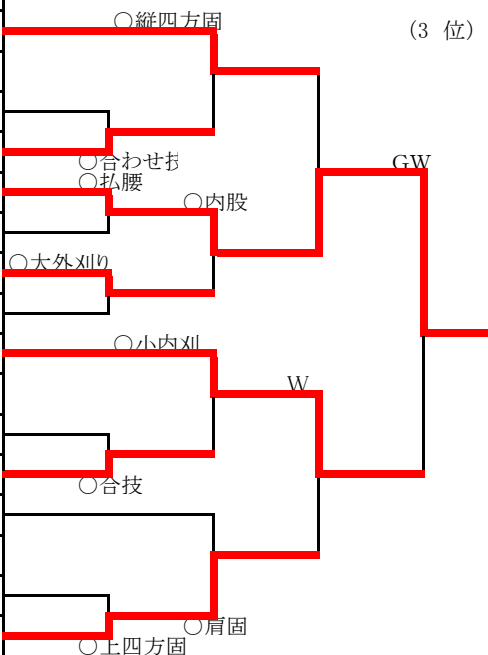 ○縦四方固
（3 位）
○合わせ技
○払腰
GW
○内股
○大外刈り
○小内刈
W
○合技
○肩固
○上四方固